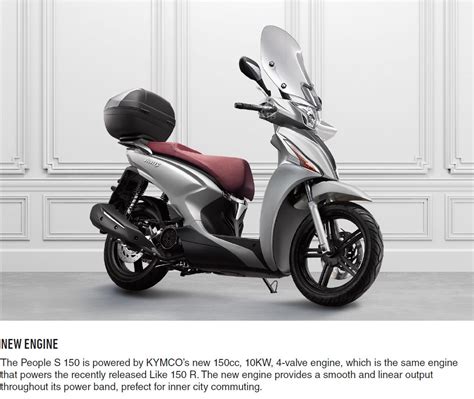 NEW ENGINE
The People S 150 is powered by KYMCO's new 150cc, 10KW, 4-valve engine, which is the same engine
that powers the recently released Like 150 R. The new engine provides a smooth and linear output
throughout its power band, prefect for inner city commuting.